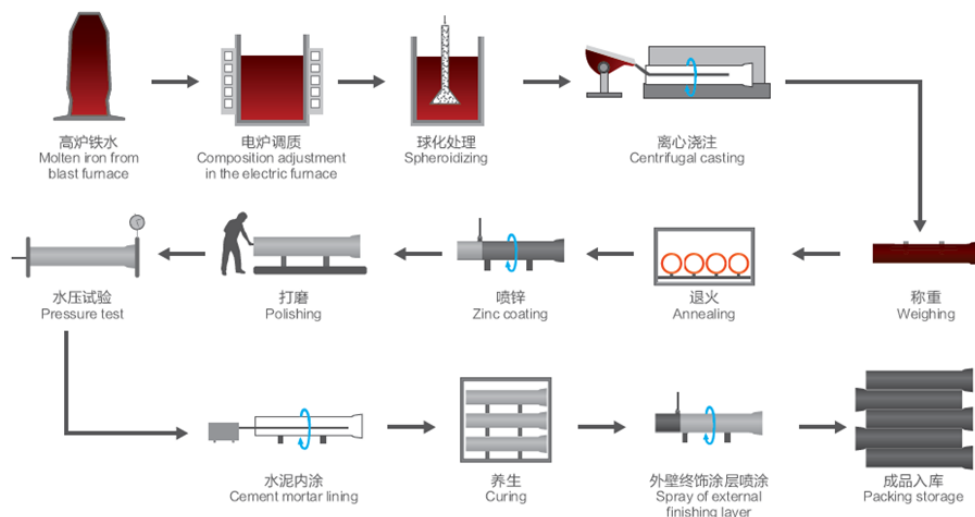 高炉铁水
Molten iron from
blast furnace
电炉调质
Composition adjustment
in the electric furnace
球化处理
Spheroidizing
离心浇注
Centrifugal casting
水压试验
Pressure test
打磨
Polishing
喷锌
Zinc coating
退火
Annealing
称重
Weighing
水泥内涂
Cement mortar lining
养生
Curing
外壁终饰涂层喷涂
Spray of external
finishing layer
成品入库
Packing storage